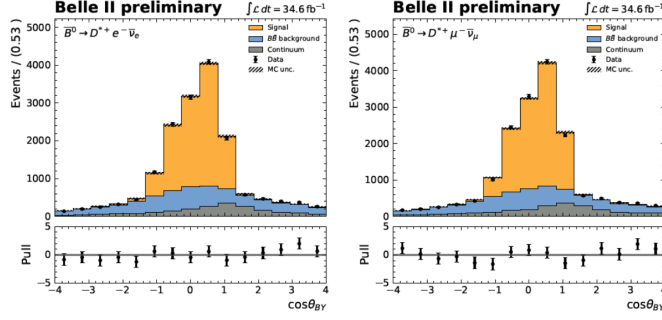 Belle II preliminary ∫ℒ dt = 34.6 fb⁻¹
B̅⁰ → D*⁺ e⁻ ν̅ₑ
Signal
BB̅ background
Continuum
Data
MC unc.
Events / (0.53)
5000
4000
3000
2000
1000
0
Pull
5
0
−5
−4 −3 −2 −1 0 1 2 3 4
cosθ_BY
Belle II preliminary ∫ℒ dt = 34.6 fb⁻¹
B̅⁰ → D*⁺ μ⁻ ν̅_μ
Signal
BB̅ background
Continuum
Data
MC unc.
Events / (0.53)
5000
4000
3000
2000
1000
0
Pull
5
0
−5
−4 −3 −2 −1 0 1 2 3 4
cosθ_BY